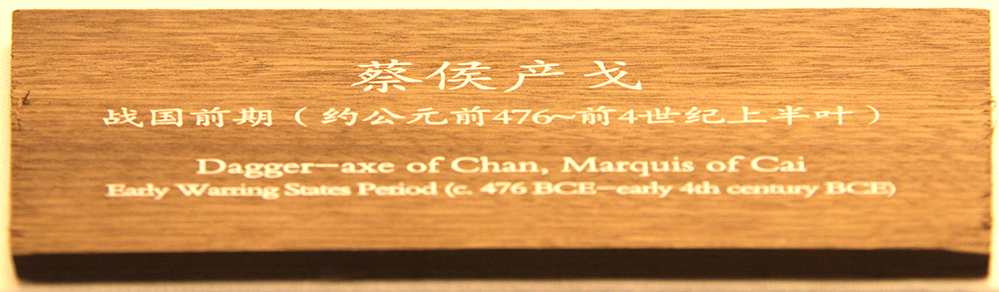 蔡侯产戈
战国前期（约公元前476~前4世纪上半叶）
Dagger-axe of Chan, Marquis of Cai
Early Warring States Period (c. 476 BCE-early 4th century BCE)